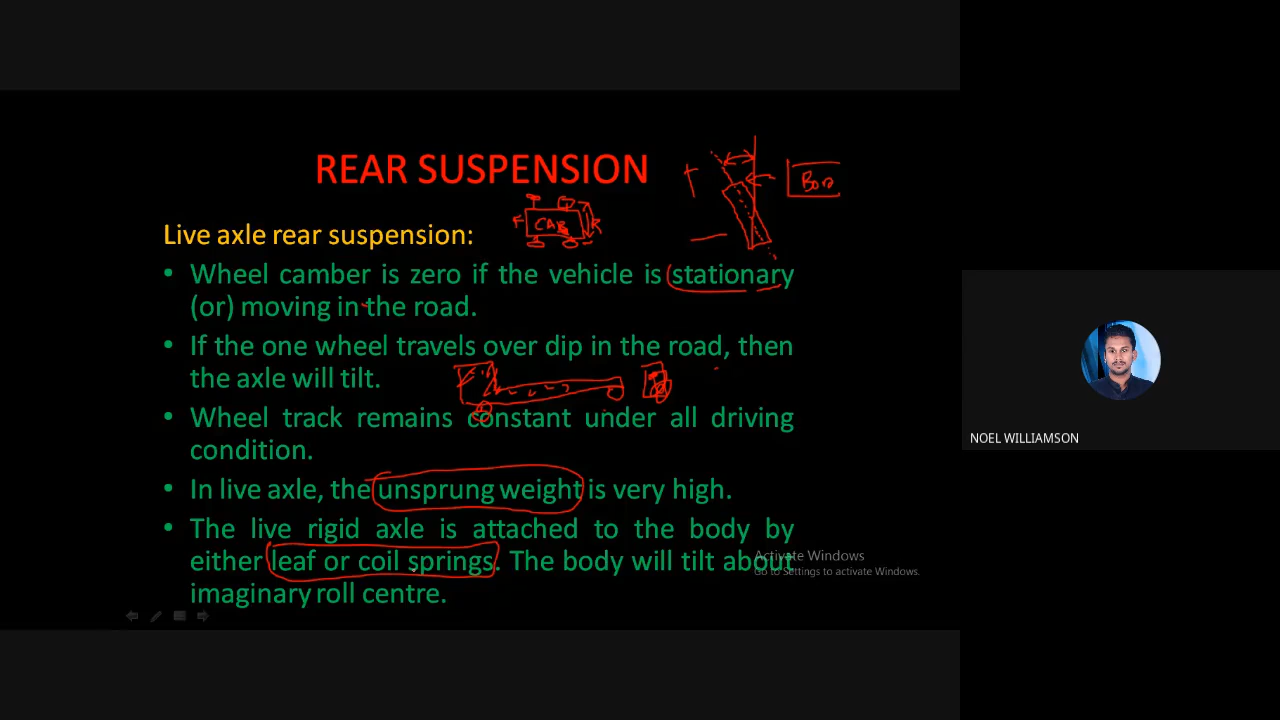 REAR SUSPENSION
Bo
CAR
F
R
Live axle rear suspension:
• Wheel camber is zero if the vehicle is stationary
(or) moving in the road.
• If the one wheel travels over dip in the road, then
the axle will tilt.
• Wheel track remains constant under all driving
condition.
• In live axle, the unsprung weight is very high.
• The live rigid axle is attached to the body by
either leaf or coil springs. The body will tilt about
imaginary roll centre.
Activate Windows
Go to Settings to activate Windows.
NOEL WILLIAMSON